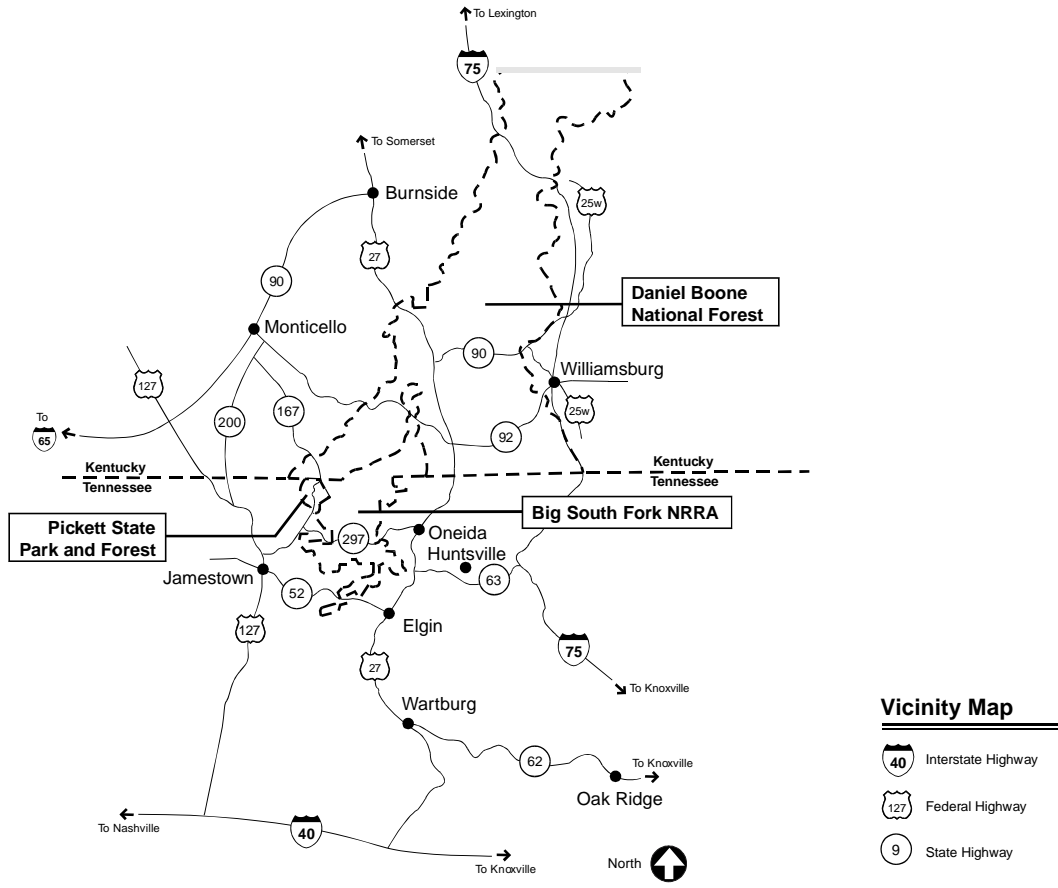 To Lexington
75
To Somerset
Burnside
25w
27
90
Daniel Boone
National Forest
Monticello
90
Williamsburg
127
167
200
25w
To
65
92
Kentucky
Tennessee
Kentucky
Tennessee
Pickett State
Park and Forest
Big South Fork NRRA
297
Oneida
Huntsville
Jamestown
52
63
Elgin
127
75
27
To Knoxville
Wartburg
Vicinity Map
62
To Knoxville
Oak Ridge
40
Interstate Highway
127
Federal Highway
To Nashville
40
To Knoxville
North
9
State Highway